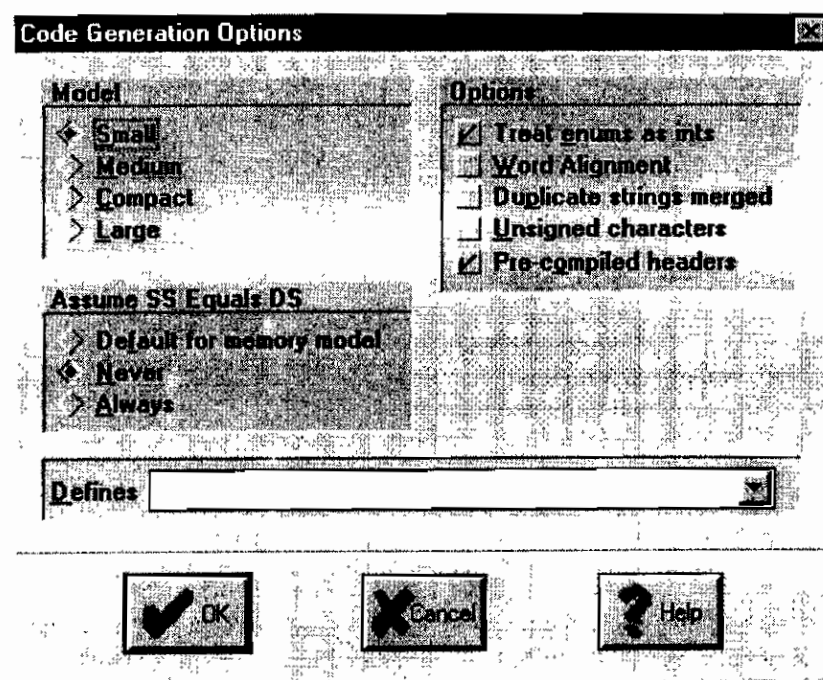 Code Generation Options
Model
Small
Medium
Compact
Large
Options
Treat enums as ints
Word Alignment
Duplicate strings merged
Unsigned characters
Pre-compiled headers
Assume SS Equals DS
Default for memory model
Never
Always
Defines
OK
Cancel
Help